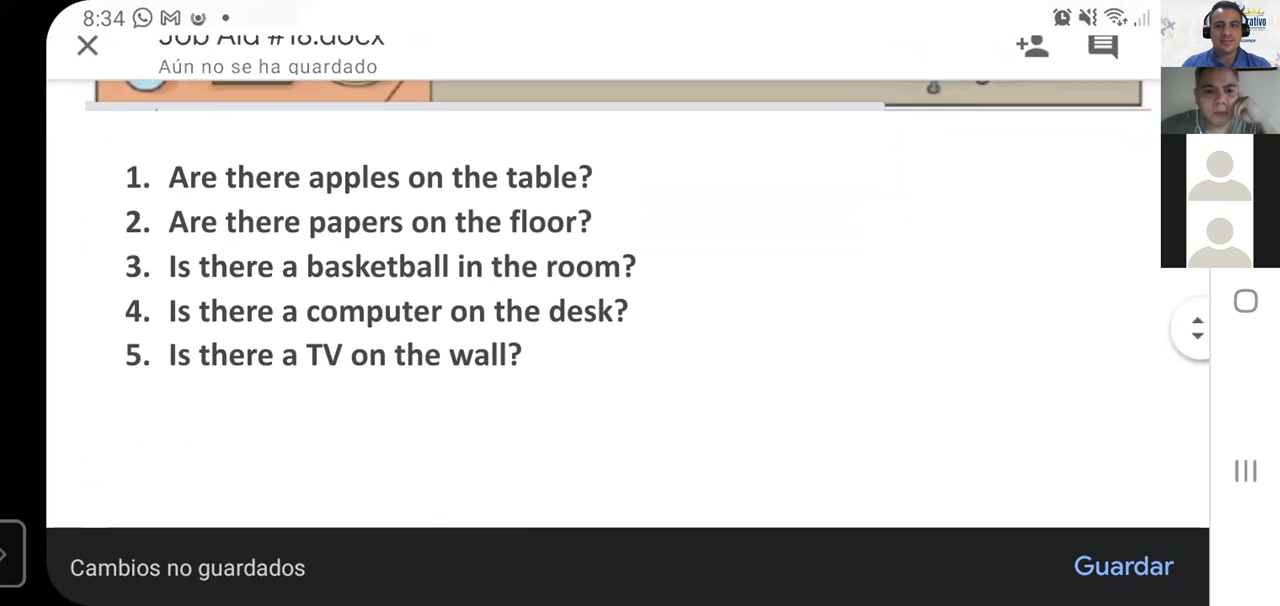 8:34
Job Aid #18.docx
Aún no se ha guardado
1. Are there apples on the table?
2. Are there papers on the floor?
3. Is there a basketball in the room?
4. Is there a computer on the desk?
5. Is there a TV on the wall?
Cambios no guardados
Guardar